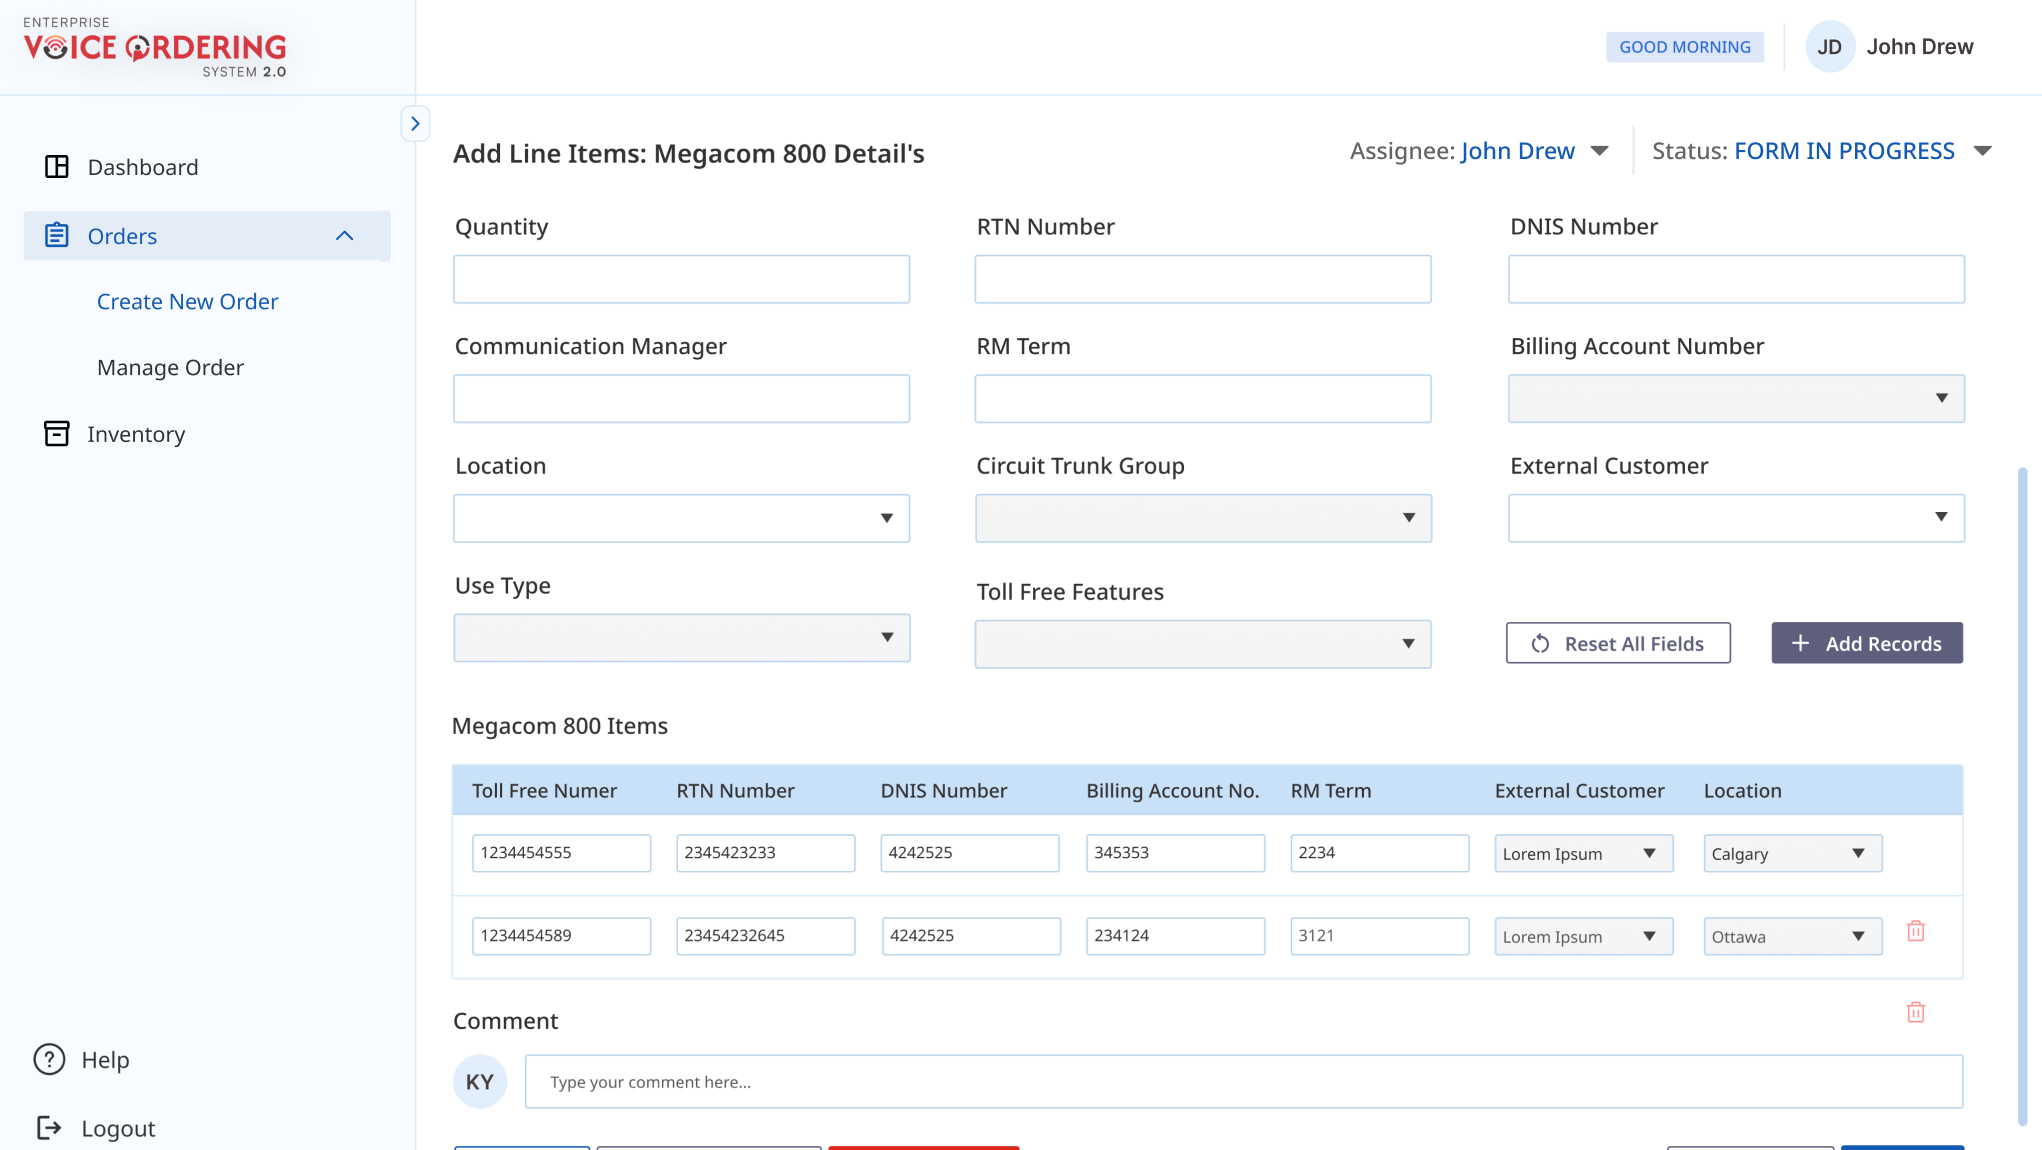 ENTERPRISE
VOICE ORDERING
SYSTEM 2.0
GOOD MORNING
JD
John Drew
Dashboard
Orders
Create New Order
Manage Order
Inventory
Help
Logout
Add Line Items: Megacom 800 Detail's
Assignee: John Drew
Status: FORM IN PROGRESS
Quantity
RTN Number
DNIS Number
Communication Manager
RM Term
Billing Account Number
Location
Circuit Trunk Group
External Customer
Use Type
Toll Free Features
Reset All Fields
Add Records
Megacom 800 Items
Toll Free Numer RTN Number DNIS Number Billing Account No. RM Term External Customer Location
1234454555 2345423233 4242525 345353 2234 Lorem Ipsum Calgary
1234454589 23454232645 4242525 234124 3121 Lorem Ipsum Ottawa
Comment
KY
Type your comment here...